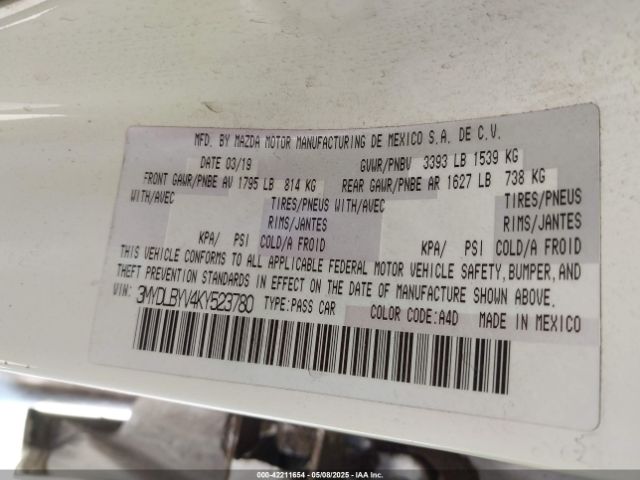 MFD. BY MAZDA MOTOR MANUFACTURING DE MEXICO S.A. DE C.V.
DATE 03/19 GVWR/PNBV 3393 LB 1539 KG
FRONT GAWR/PNBE AV 1795 LB 814 KG REAR GAWR/PNBE AR 1627 LB 738 KG
WITH/AVEC TIRES/PNEUS WITH/AVEC TIRES/PNEUS
RIMS/JANTES RIMS/JANTES
KPA/ PSI COLD/A FROID KPA/ PSI COLD/A FROID
THIS VEHICLE CONFORMS TO ALL APPLICABLE FEDERAL MOTOR VEHICLE SAFETY, BUMPER, AND
THEFT PREVENTION STANDARDS IN EFFECT ON THE DATE OF MANUFACTURE SHOWN ABOVE.
VIN: 3MYDLBYV4KY523780 TYPE:PASS CAR COLOR CODE:A4D MADE IN MEXICO
000-42211654 - 05/08/2025 - IAA Inc.